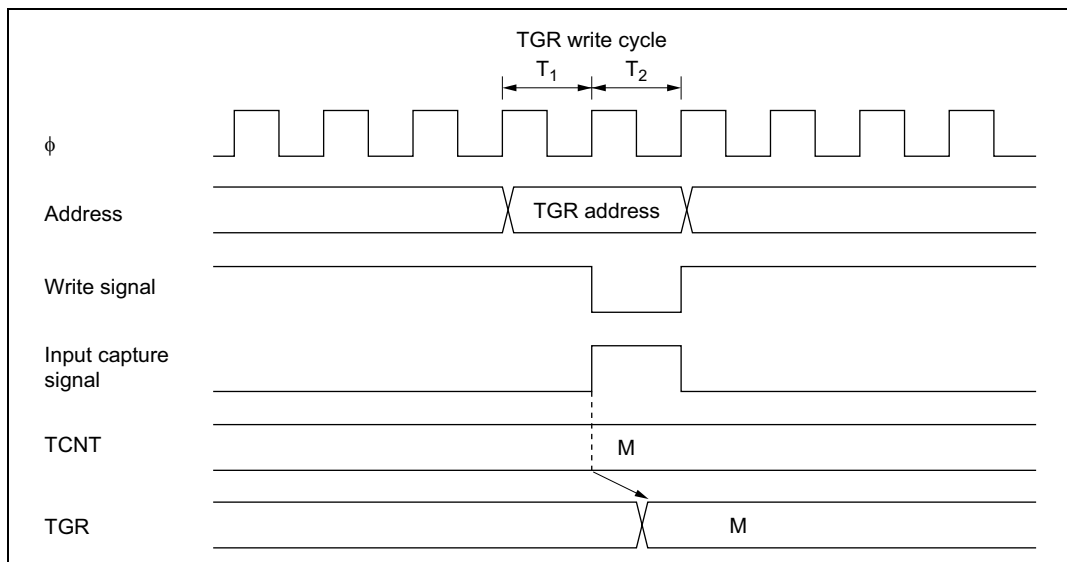 TGR write cycle
T1 T2
ϕ
Address
TGR address
Write signal
Input capture
signal
TCNT
M
TGR
M